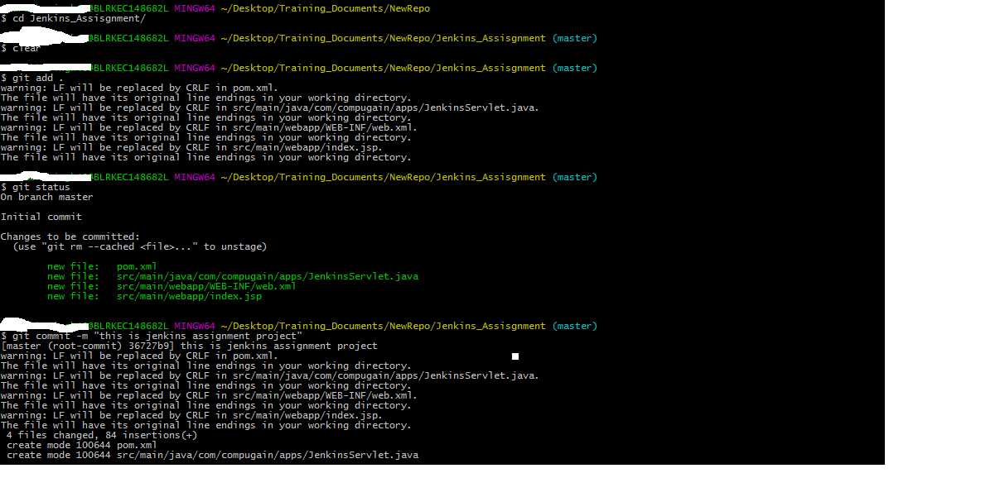 @BLRKEC148682L MINGW64 ~/Desktop/Training_Documents/NewRepo
$ cd Jenkins_Assisgnment/
@BLRKEC148682L MINGW64 ~/Desktop/Training_Documents/NewRepo/Jenkins_Assisgnment (master)
$ clear
@BLRKEC148682L MINGW64 ~/Desktop/Training_Documents/NewRepo/Jenkins_Assisgnment (master)
$ git add .
warning: LF will be replaced by CRLF in pom.xml.
The file will have its original line endings in your working directory.
warning: LF will be replaced by CRLF in src/main/java/com/compugain/apps/JenkinsServlet.java.
The file will have its original line endings in your working directory.
warning: LF will be replaced by CRLF in src/main/webapp/WEB-INF/web.xml.
The file will have its original line endings in your working directory.
warning: LF will be replaced by CRLF in src/main/webapp/index.jsp.
The file will have its original line endings in your working directory.
@BLRKEC148682L MINGW64 ~/Desktop/Training_Documents/NewRepo/Jenkins_Assisgnment (master)
$ git status
On branch master
Initial commit
Changes to be committed:
(use "git rm --cached <file>..." to unstage)
new file: pom.xml
new file: src/main/java/com/compugain/apps/JenkinsServlet.java
new file: src/main/webapp/WEB-INF/web.xml
new file: src/main/webapp/index.jsp
@BLRKEC148682L MINGW64 ~/Desktop/Training_Documents/NewRepo/Jenkins_Assisgnment (master)
$ git commit -m "this is jenkins assignment project"
[master (root-commit) 36727b9] this is jenkins assignment project
warning: LF will be replaced by CRLF in pom.xml.
The file will have its original line endings in your working directory.
warning: LF will be replaced by CRLF in src/main/java/com/compugain/apps/JenkinsServlet.java.
The file will have its original line endings in your working directory.
warning: LF will be replaced by CRLF in src/main/webapp/WEB-INF/web.xml.
The file will have its original line endings in your working directory.
warning: LF will be replaced by CRLF in src/main/webapp/index.jsp.
The file will have its original line endings in your working directory.
4 files changed, 84 insertions(+)
create mode 100644 pom.xml
create mode 100644 src/main/java/com/compugain/apps/JenkinsServlet.java